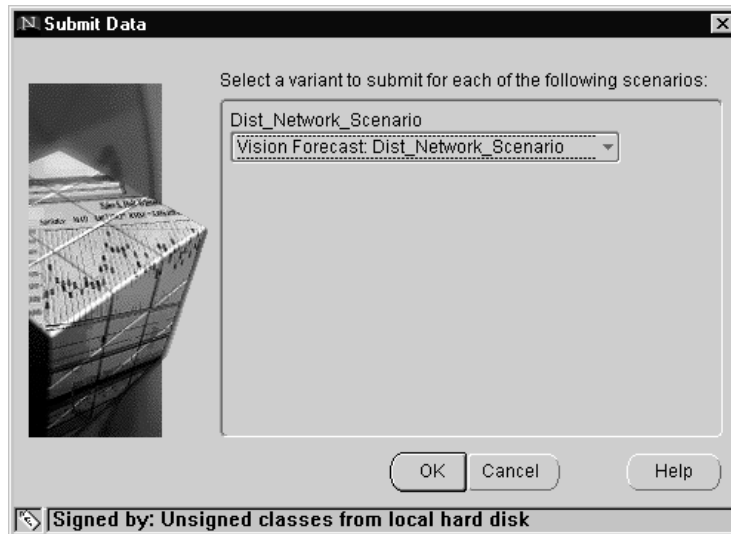 N Submit Data
Select a variant to submit for each of the following scenarios:
Dist_Network_Scenario
Vision Forecast: Dist_Network_Scenario
OK Cancel Help
Signed by: Unsigned classes from local hard disk